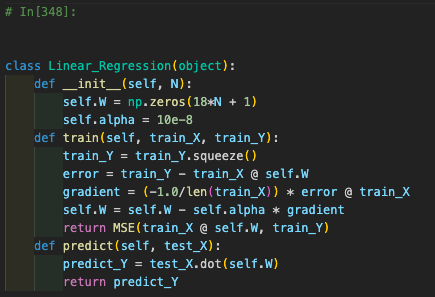 # In[348]:
class Linear_Regression(object):
    def __init__(self, N):
        self.W = np.zeros(18*N + 1)
        self.alpha = 10e-8
    def train(self, train_X, train_Y):
        train_Y = train_Y.squeeze()
        error = train_Y - train_X @ self.W
        gradient = (-1.0/len(train_X)) * error @ train_X
        self.W = self.W - self.alpha * gradient
        return MSE(train_X @ self.W, train_Y)
    def predict(self, test_X):
        predict_Y = test_X.dot(self.W)
        return predict_Y